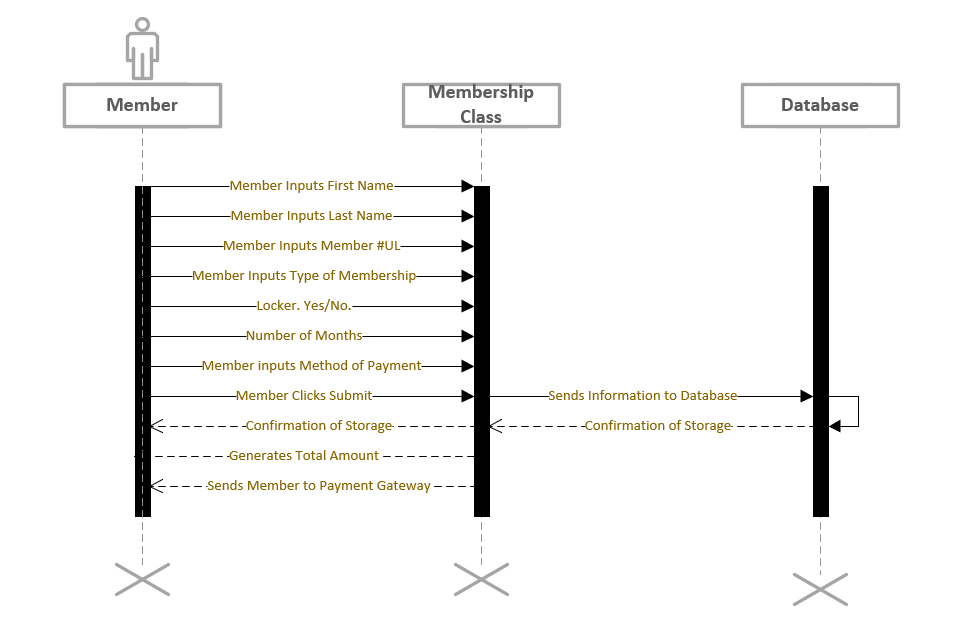 Member
Membership
Class
Database
Member Inputs First Name
Member Inputs Last Name
Member Inputs Member #UL
Member Inputs Type of Membership
Locker. Yes/No.
Number of Months
Member inputs Method of Payment
Member Clicks Submit
Sends Information to Database
Confirmation of Storage
Confirmation of Storage
Generates Total Amount
Sends Member to Payment Gateway